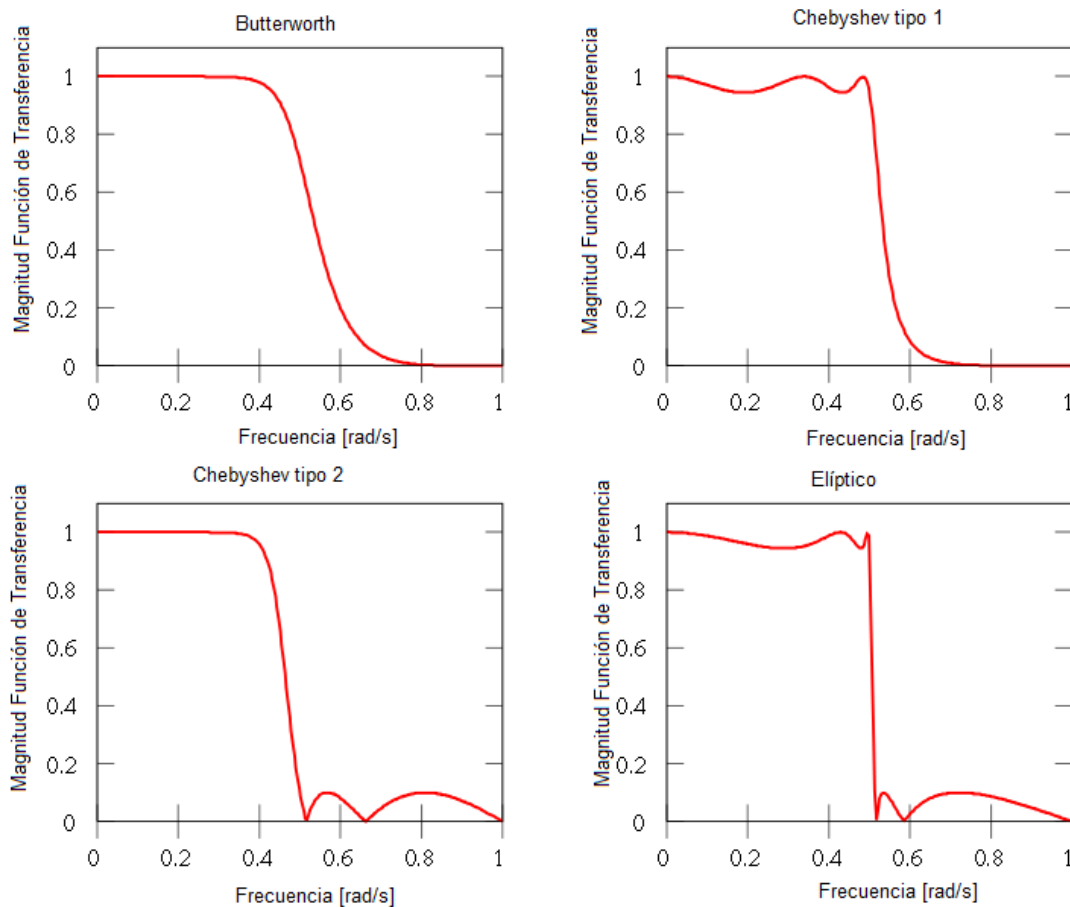 Butterworth
Magnitud Función de Transferencia
1
0.8
0.6
0.4
0.2
0
0 0.2 0.4 0.6 0.8 1
Frecuencia [rad/s]
Chebyshev tipo 1
Magnitud Función de Transferencia
1
0.8
0.6
0.4
0.2
0
0 0.2 0.4 0.6 0.8 1
Frecuencia [rad/s]
Chebyshev tipo 2
Magnitud Función de Transferencia
1
0.8
0.6
0.4
0.2
0
0 0.2 0.4 0.6 0.8 1
Frecuencia [rad/s]
Elíptico
Magnitud Función de Transferencia
1
0.8
0.6
0.4
0.2
0
0 0.2 0.4 0.6 0.8 1
Frecuencia [rad/s]